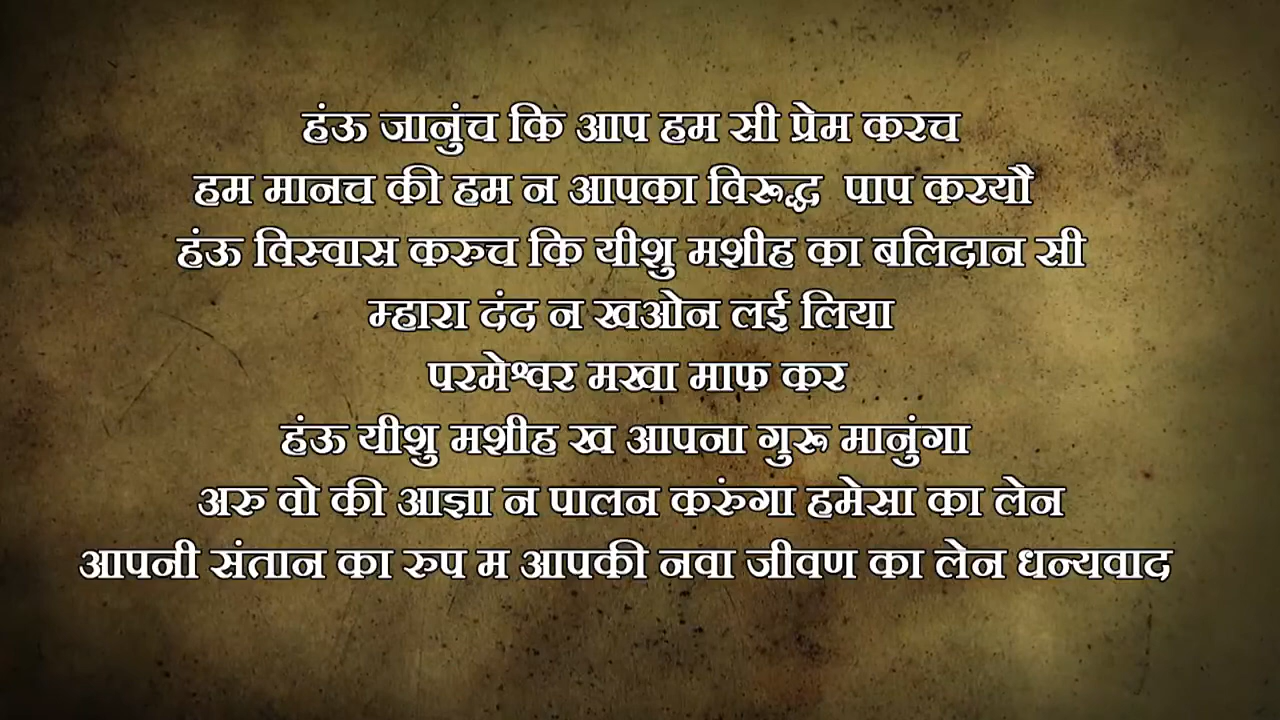 हंऊ जानुंच कि आप हम सी प्रेम करच
हम मानच की हम न आपका विरूद्ध पाप करयौ
हंऊ विस्वास करुच कि यीशु मशीह का बलिदान सी
म्हारा दंद न खओन लई लिया
परमेश्वर मखा माफ कर
हंऊ यीशु मशीह ख आपना गुरू मानुंगा
अरु वो की आज्ञा न पालन करुंगा हमेसा का लेन
आपनी संतान का रुप म आपकी नवा जीवण का लेन धन्यवाद